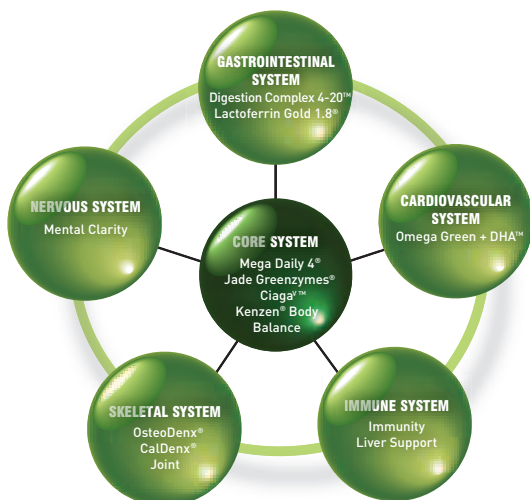 GASTROINTESTINAL
SYSTEM
Digestion Complex 4-20™
Lactoferrin Gold 1.8®
NERVOUS SYSTEM
Mental Clarity
CARDIOVASCULAR
SYSTEM
Omega Green + DHA™
CORE SYSTEM
Mega Daily 4®
Jade Greenzymes®
Ciagaⱽ™
Kenzen® Body
Balance
SKELETAL SYSTEM
OsteoDenx®
CalDenx®
Joint
IMMUNE SYSTEM
Immunity
Liver Support